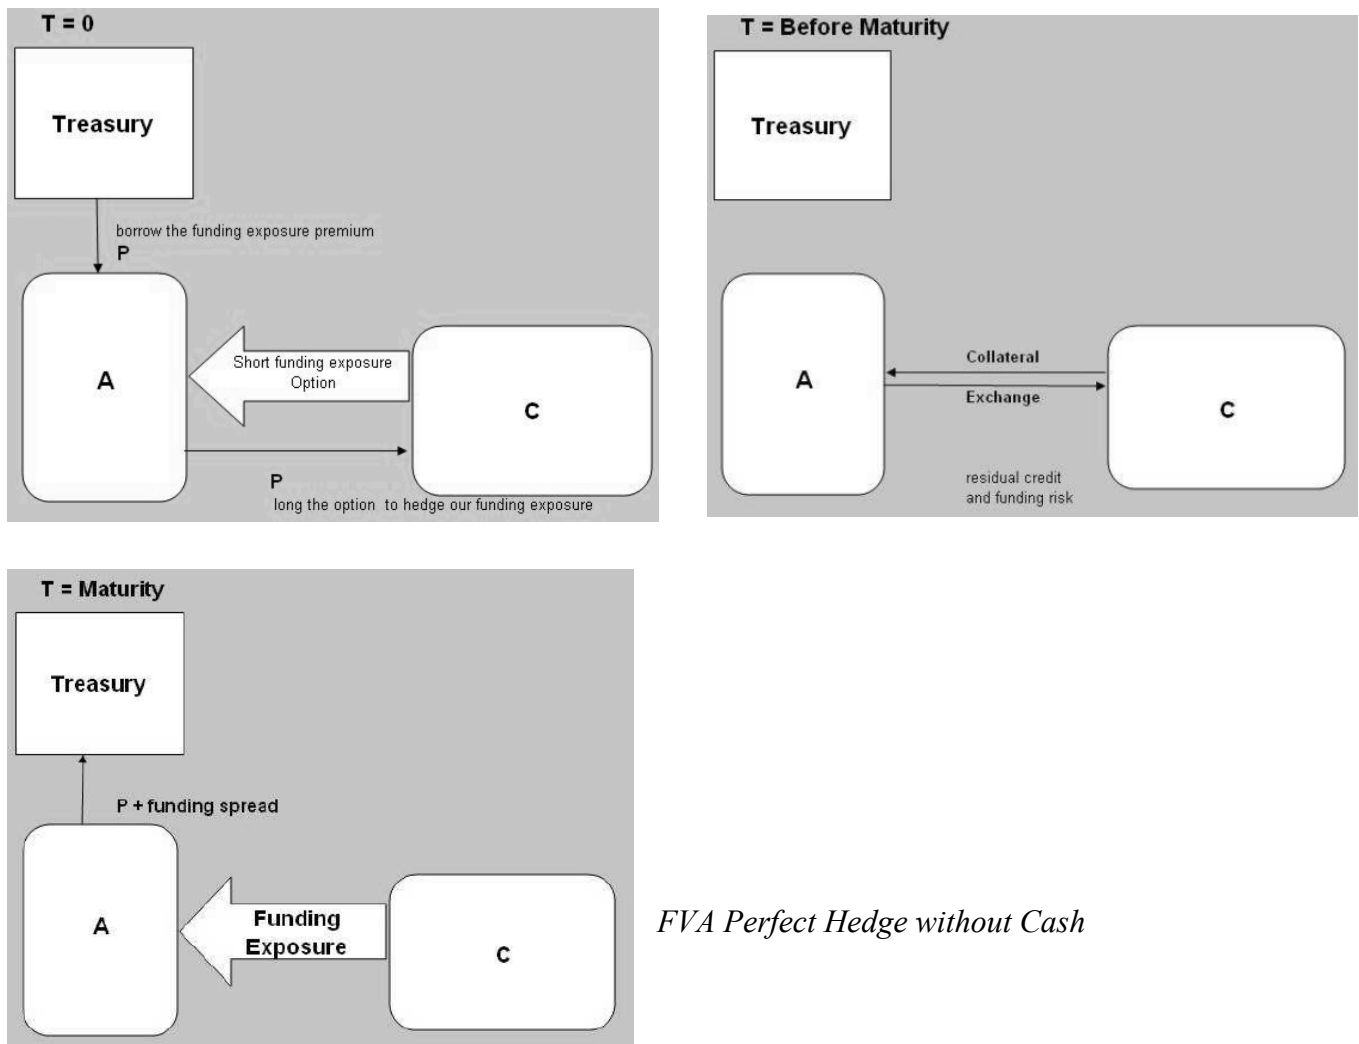 T = 0
Treasury
borrow the funding exposure premium
P
A
Short funding exposure
Option
C
P
long the option to hedge our funding exposure
T = Before Maturity
Treasury
A
Collateral
Exchange
C
residual credit
and funding risk
T = Maturity
Treasury
P + funding spread
A
Funding
Exposure
C
FVA Perfect Hedge without Cash